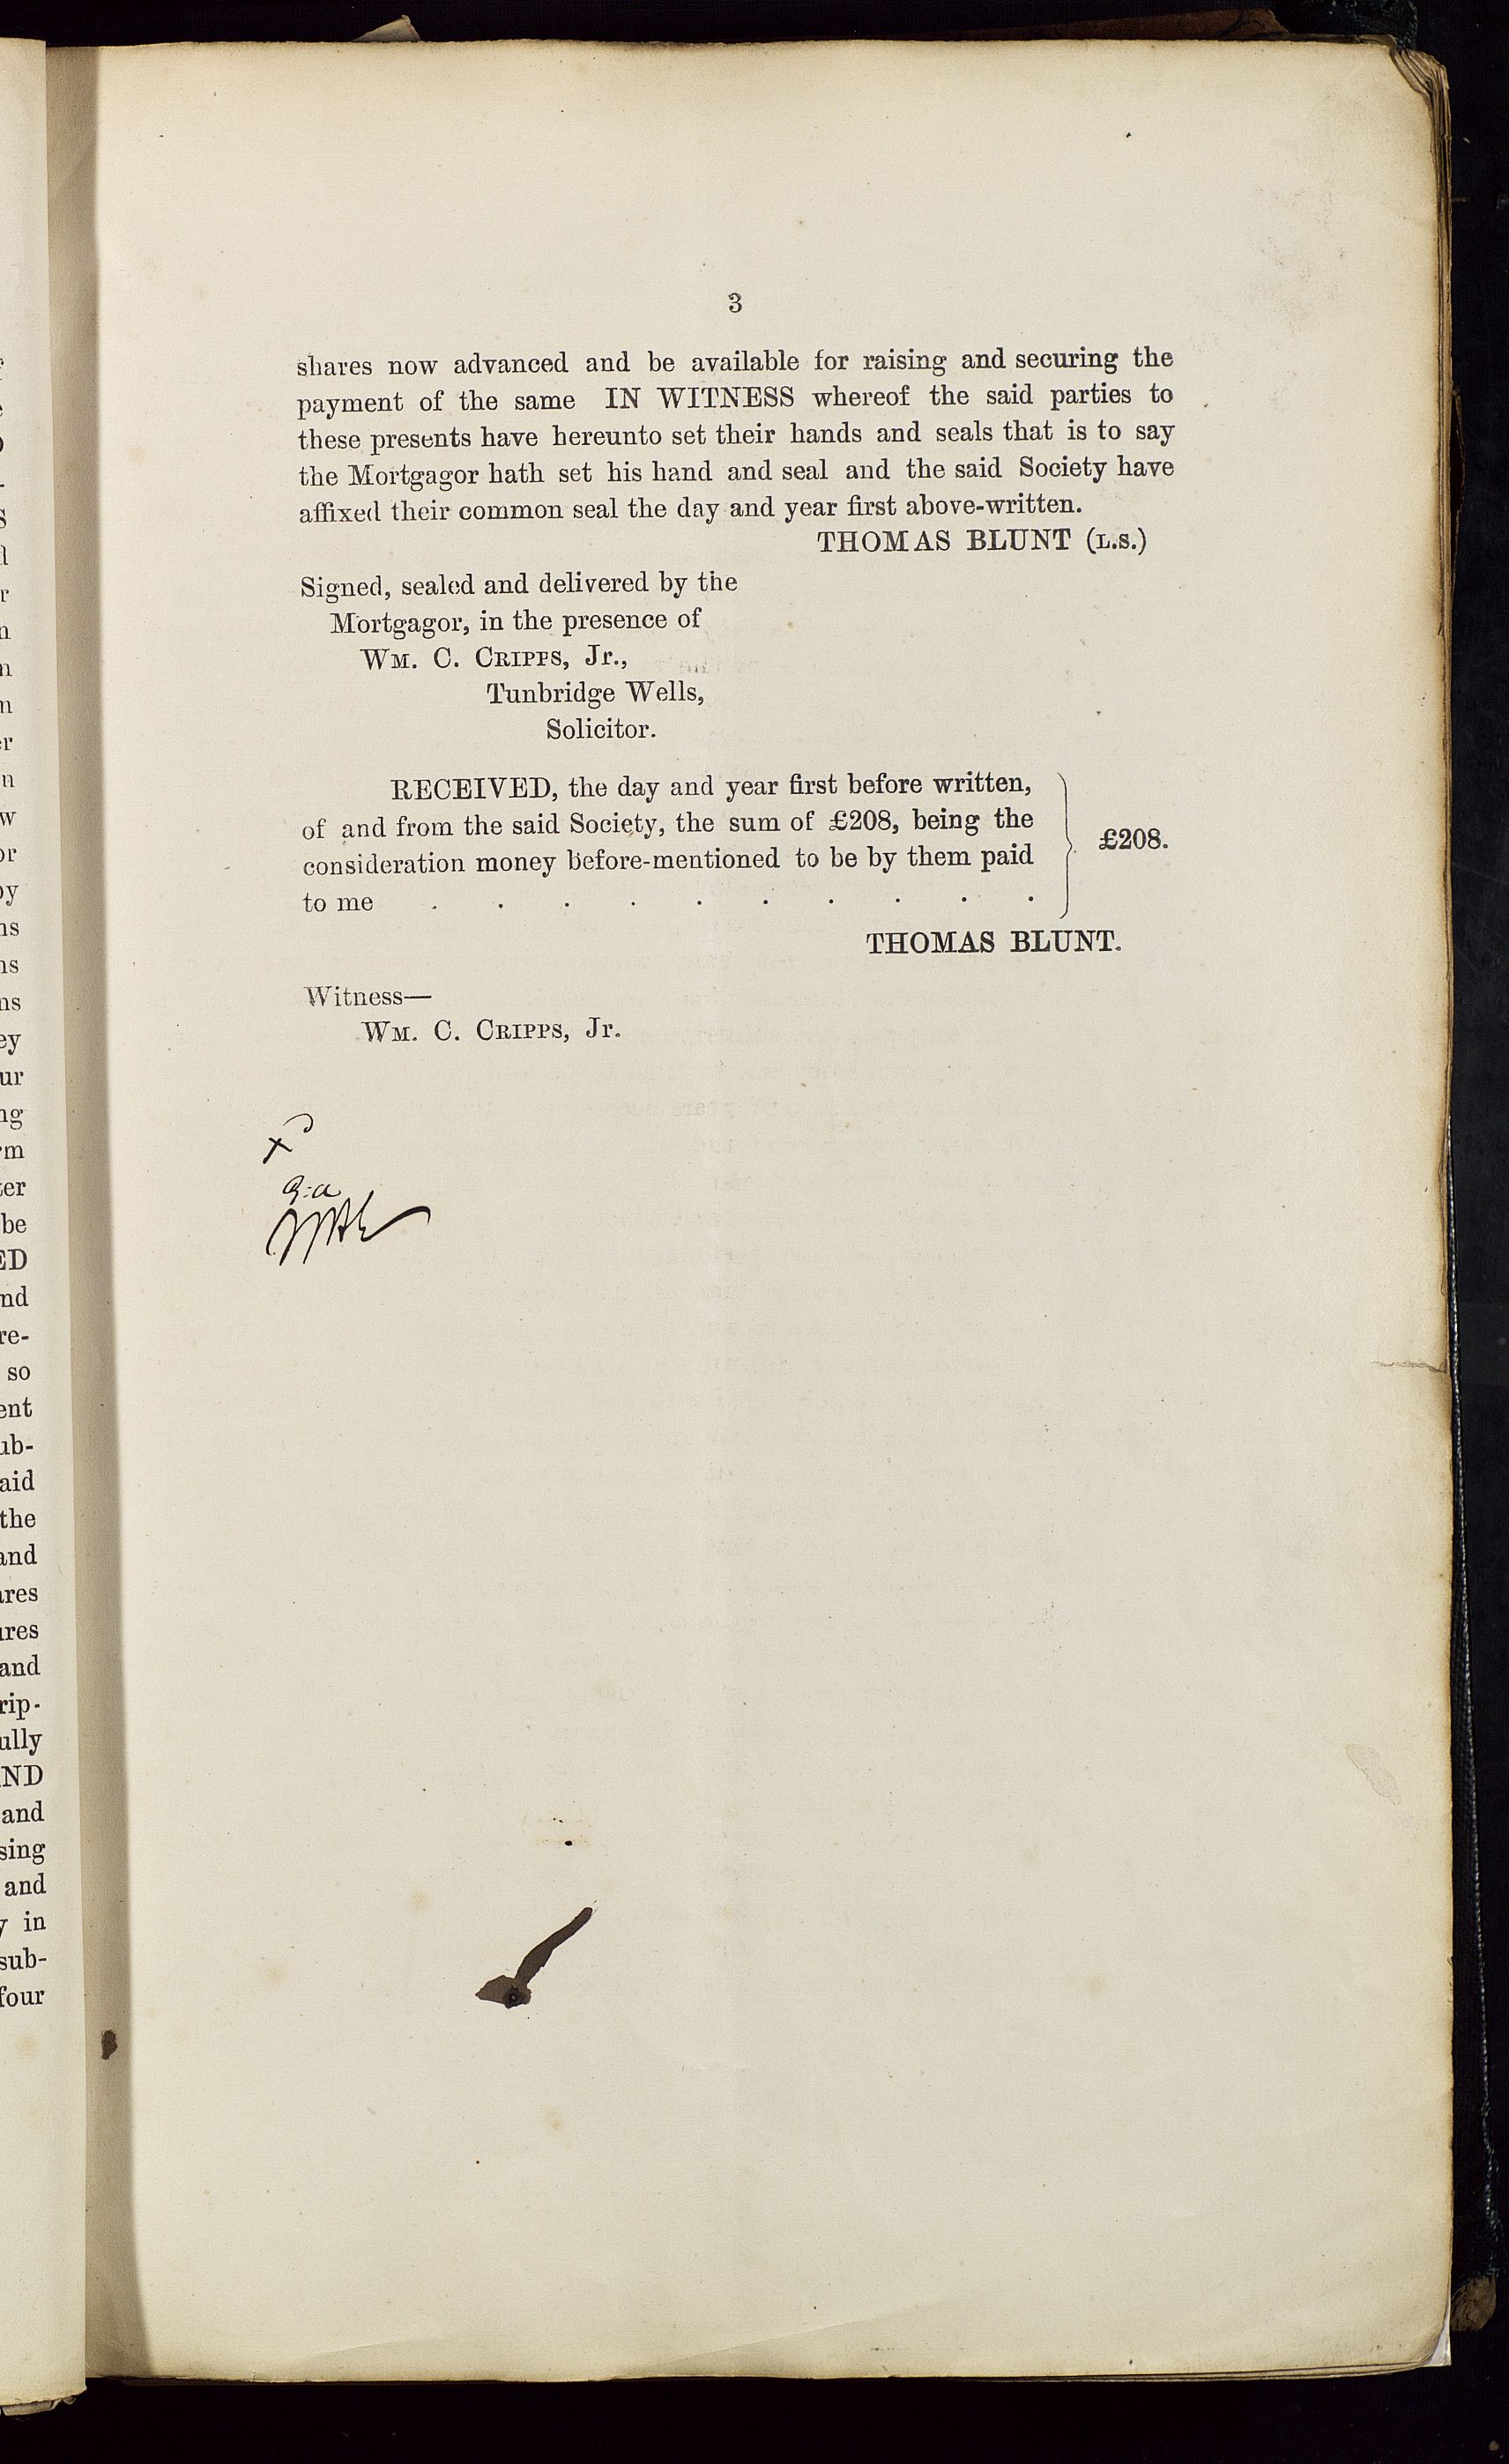 3
shares now advanced and be available for raising and securing the
payment of the same IN WITNESS whereof the said parties to
these presents have hereunto set their hands and seals that is to say
the Mortgagor hath set his hand and seal and the said Society have
affixed their common seal the day and year first above-written.
THOMAS BLUNT (L.S.)
Signed, sealed and delivered by the
Mortgagor, in the presence of
WM. C. CRIPPS, Jr.,
Tunbridge Wells,
Solicitor.
RECEIVED, the day and year first before written,
of and from the said Society, the sum of £208, being the
consideration money before-mentioned to be by them paid
to me . . . . . . . . . .
£208.
THOMAS BLUNT.
Witness—
WM. C. CRIPPS, Jr.